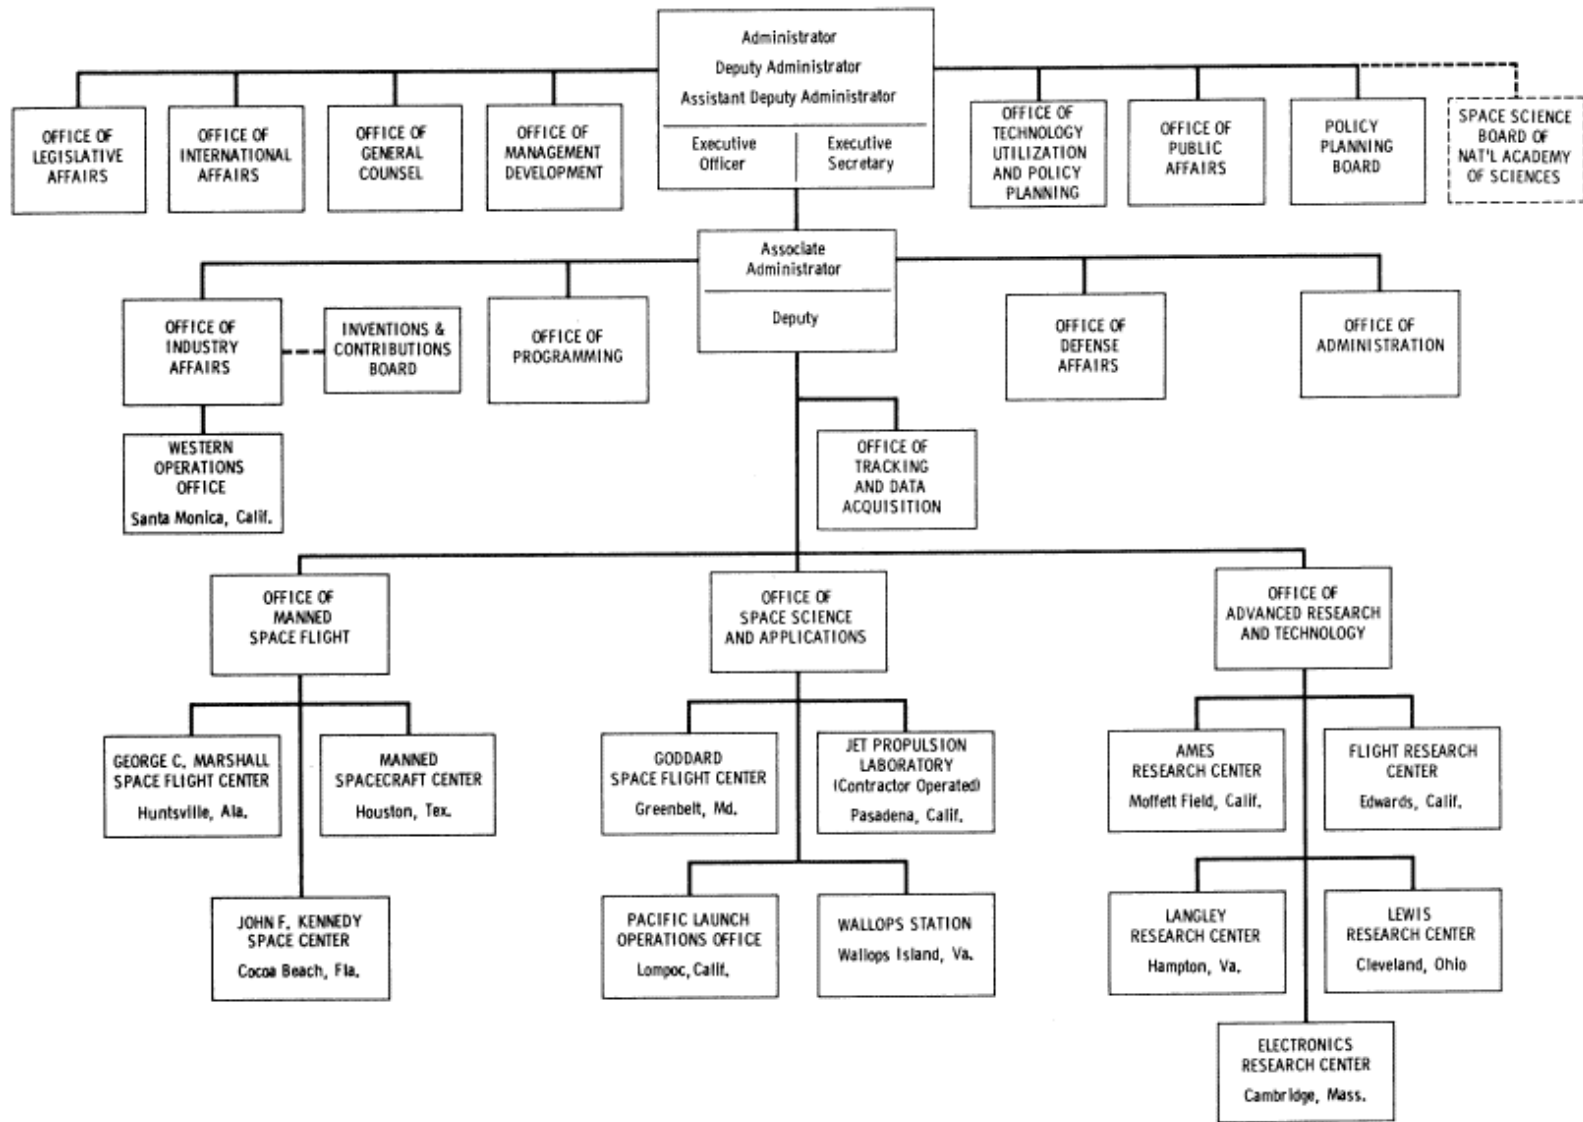 Administrator
Deputy Administrator
Assistant Deputy Administrator
Executive
Officer
Executive
Secretary
OFFICE OF
LEGISLATIVE
AFFAIRS
OFFICE OF
INTERNATIONAL
AFFAIRS
OFFICE OF
GENERAL
COUNSEL
OFFICE OF
MANAGEMENT
DEVELOPMENT
OFFICE OF
TECHNOLOGY
UTILIZATION
AND POLICY
PLANNING
OFFICE OF
PUBLIC
AFFAIRS
POLICY
PLANNING
BOARD
SPACE SCIENCE
BOARD OF
NAT'L ACADEMY
OF SCIENCES
Associate
Administrator
Deputy
OFFICE OF
INDUSTRY
AFFAIRS
INVENTIONS &
CONTRIBUTIONS
BOARD
OFFICE OF
PROGRAMMING
OFFICE OF
DEFENSE
AFFAIRS
OFFICE OF
ADMINISTRATION
WESTERN
OPERATIONS
OFFICE
Santa Monica, Calif.
OFFICE OF
TRACKING
AND DATA
ACQUISITION
OFFICE OF
MANNED
SPACE FLIGHT
OFFICE OF
SPACE SCIENCE
AND APPLICATIONS
OFFICE OF
ADVANCED RESEARCH
AND TECHNOLOGY
GEORGE C. MARSHALL
SPACE FLIGHT CENTER
Huntsville, Ala.
MANNED
SPACECRAFT CENTER
Houston, Tex.
GODDARD
SPACE FLIGHT CENTER
Greenbelt, Md.
JET PROPULSION
LABORATORY
(Contractor Operated)
Pasadena, Calif.
AMES
RESEARCH CENTER
Moffett Field, Calif.
FLIGHT RESEARCH
CENTER
Edwards, Calif.
JOHN F. KENNEDY
SPACE CENTER
Cocoa Beach, Fla.
PACIFIC LAUNCH
OPERATIONS OFFICE
Lompoc, Calif.
WALLOPS STATION
Wallops Island, Va.
LANGLEY
RESEARCH CENTER
Hampton, Va.
LEWIS
RESEARCH CENTER
Cleveland, Ohio
ELECTRONICS
RESEARCH CENTER
Cambridge, Mass.